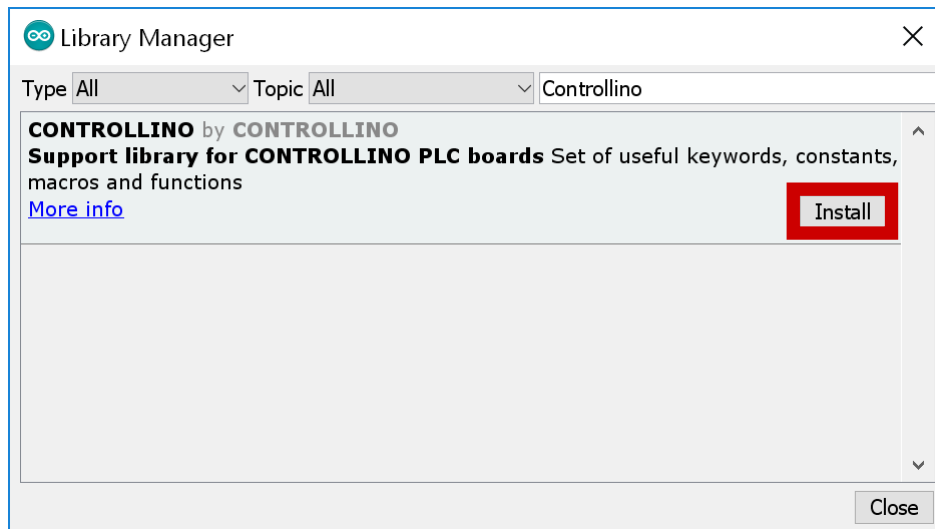 Library Manager
Type All Topic All Controllino
CONTROLLINO by CONTROLLINO
Support library for CONTROLLINO PLC boards Set of useful keywords, constants,
macros and functions
More info
Install
Close